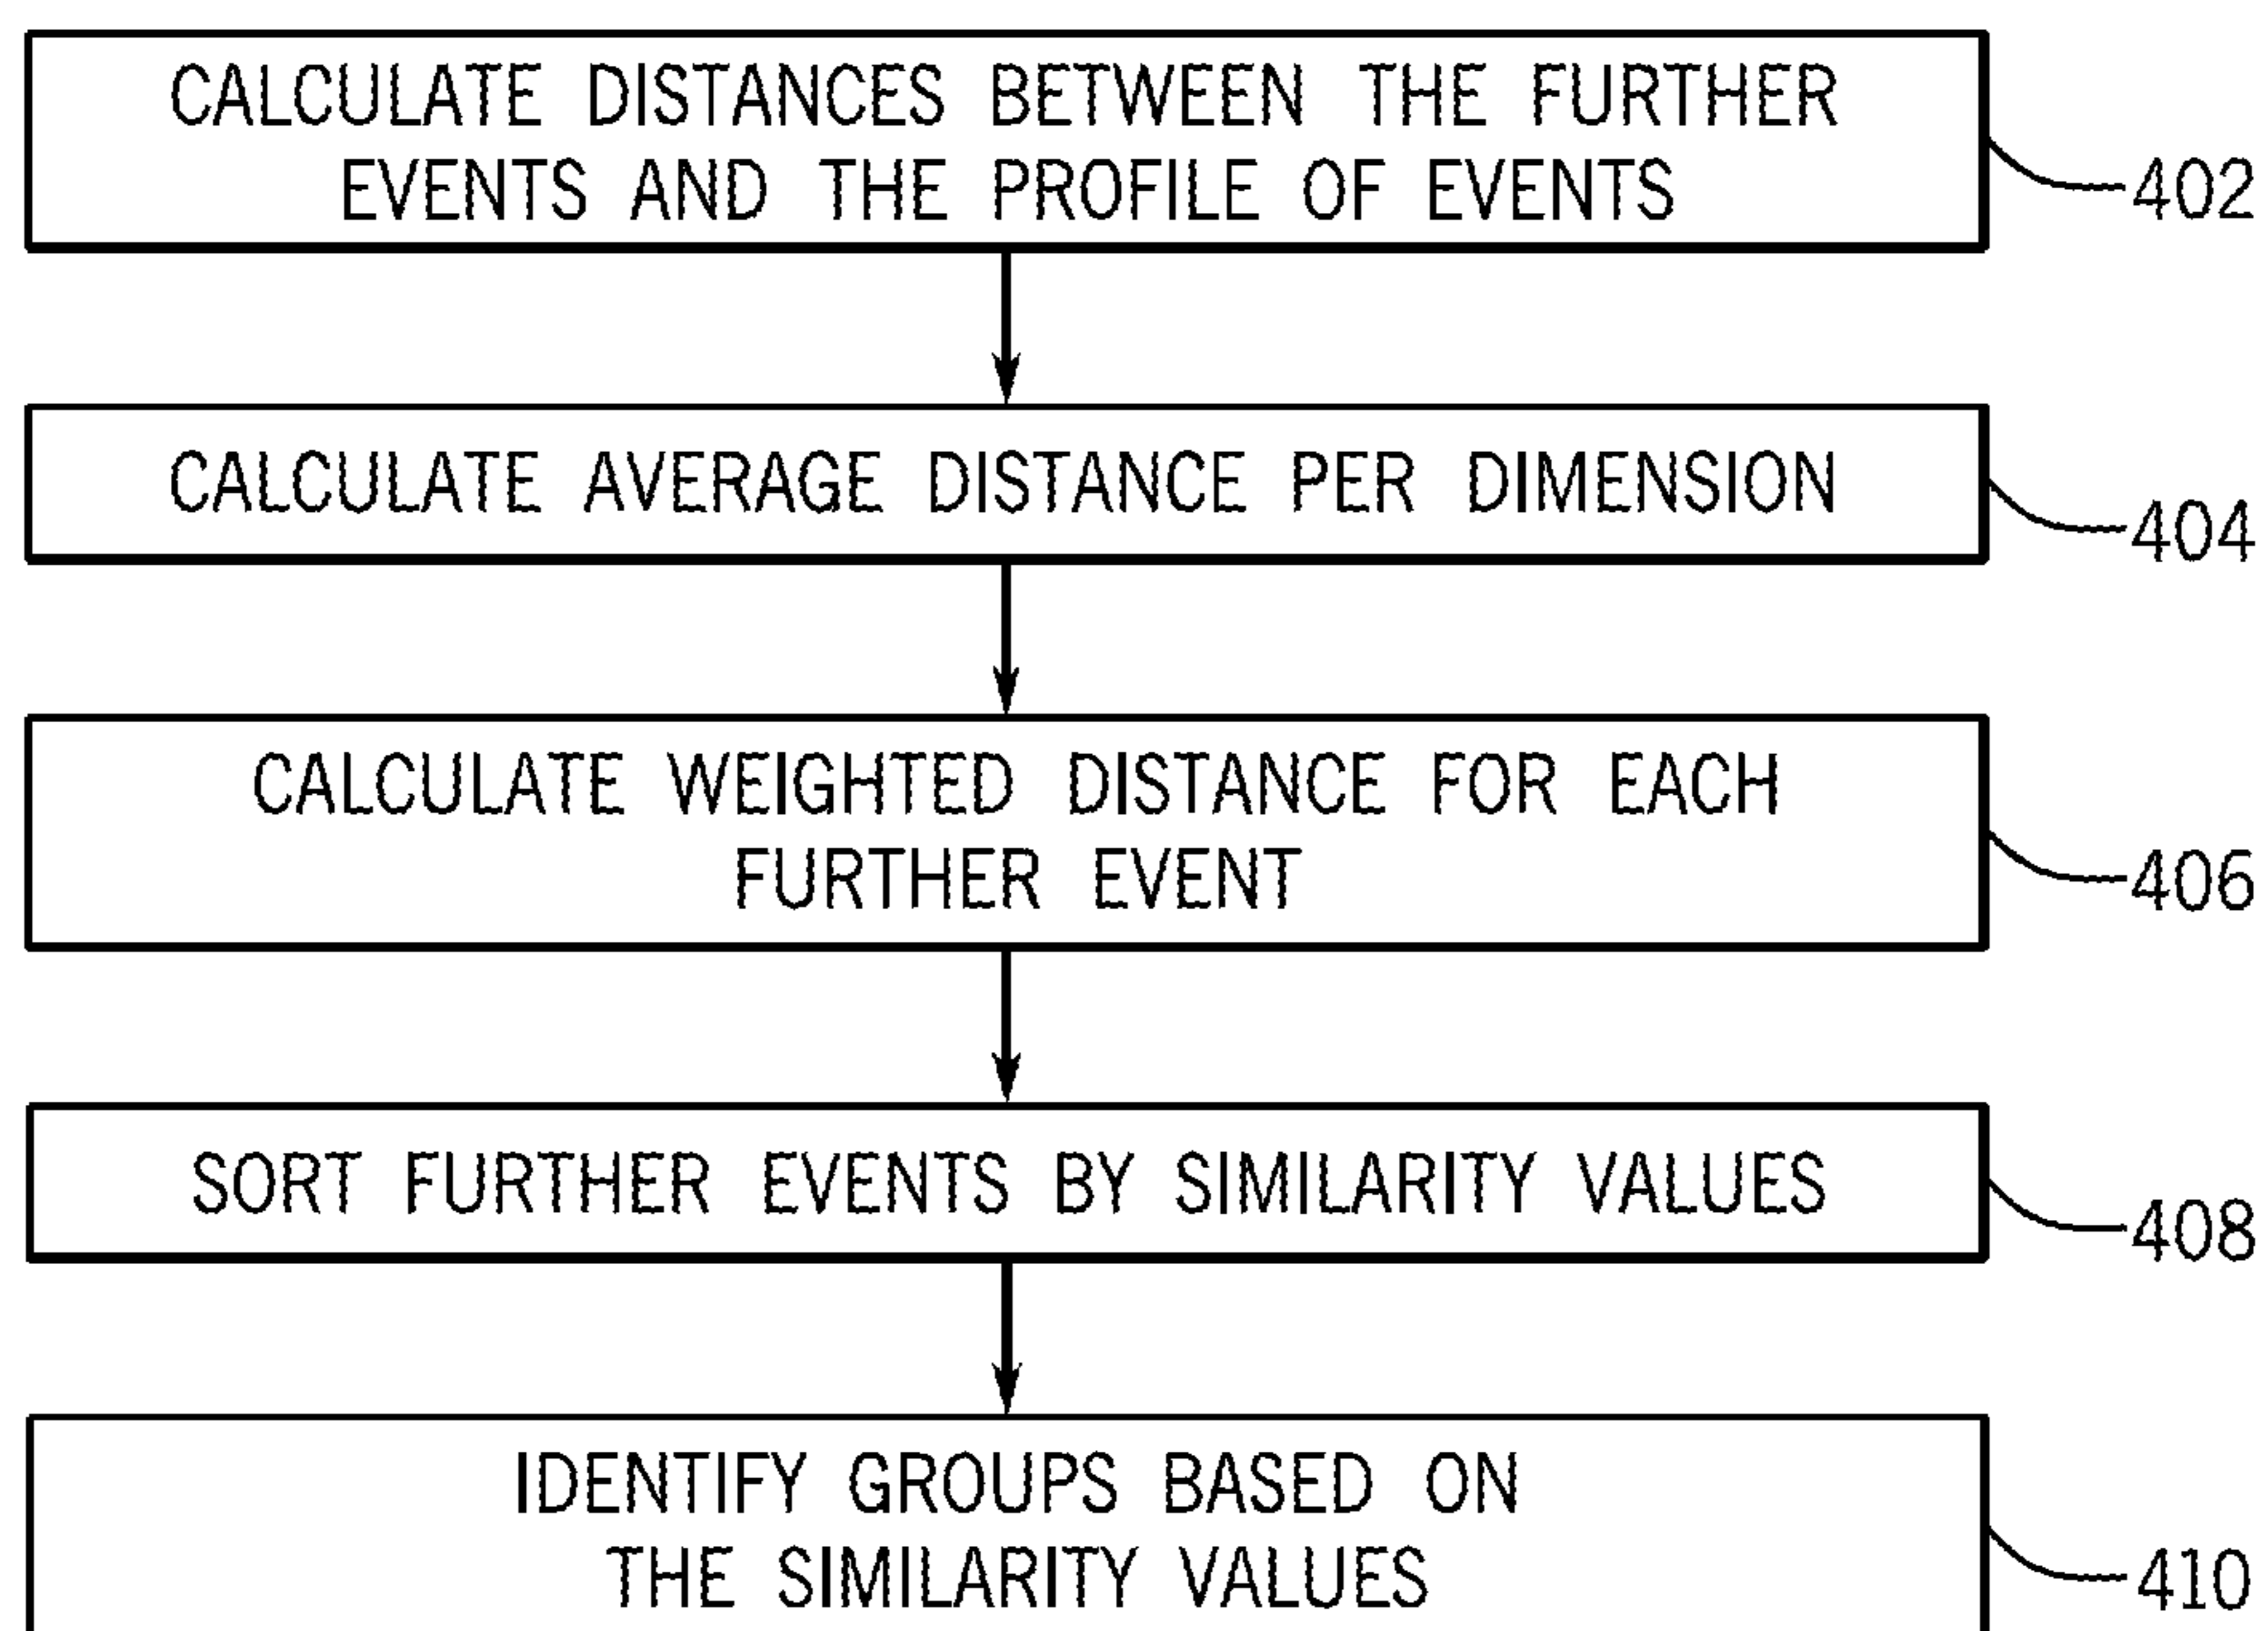 CALCULATE DISTANCES BETWEEN THE FURTHER
EVENTS AND THE PROFILE OF EVENTS
402
CALCULATE AVERAGE DISTANCE PER DIMENSION
404
CALCULATE WEIGHTED DISTANCE FOR EACH
FURTHER EVENT
406
SORT FURTHER EVENTS BY SIMILARITY VALUES
408
IDENTIFY GROUPS BASED ON
THE SIMILARITY VALUES
410